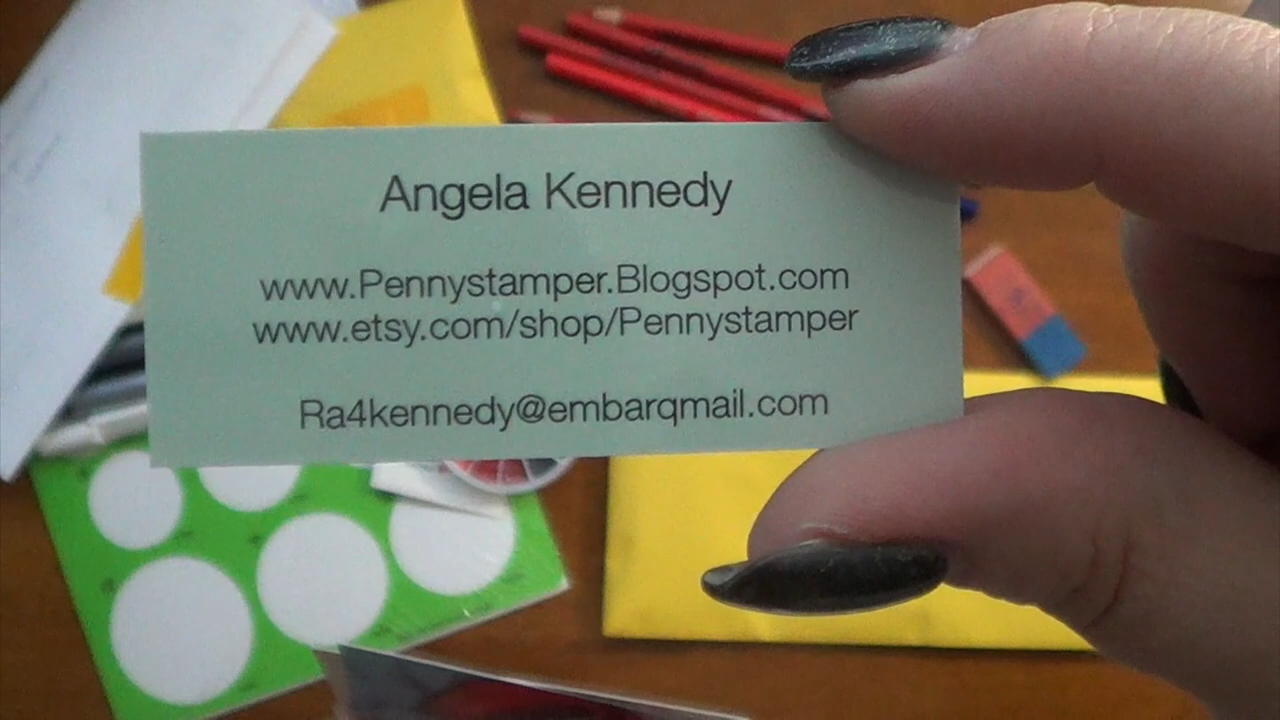 Angela Kennedy
www.Pennystamper.Blogspot.com
www.etsy.com/shop/Pennystamper
Ra4kennedy@embarqmail.com